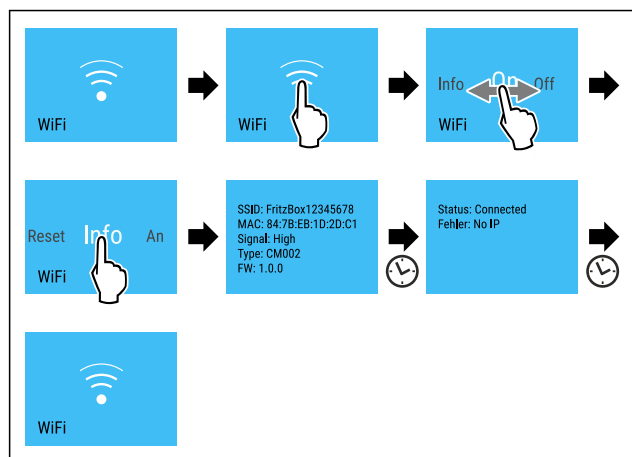 WiFi
WiFi
Info On Off
WiFi
Reset Info An
WiFi
SSID: FritzBox12345678
MAC: 84:7B:EB:1D:2D:C1
Signal: High
Type: CM002
FW: 1.0.0
Status: Connected
Fehler: No IP
WiFi